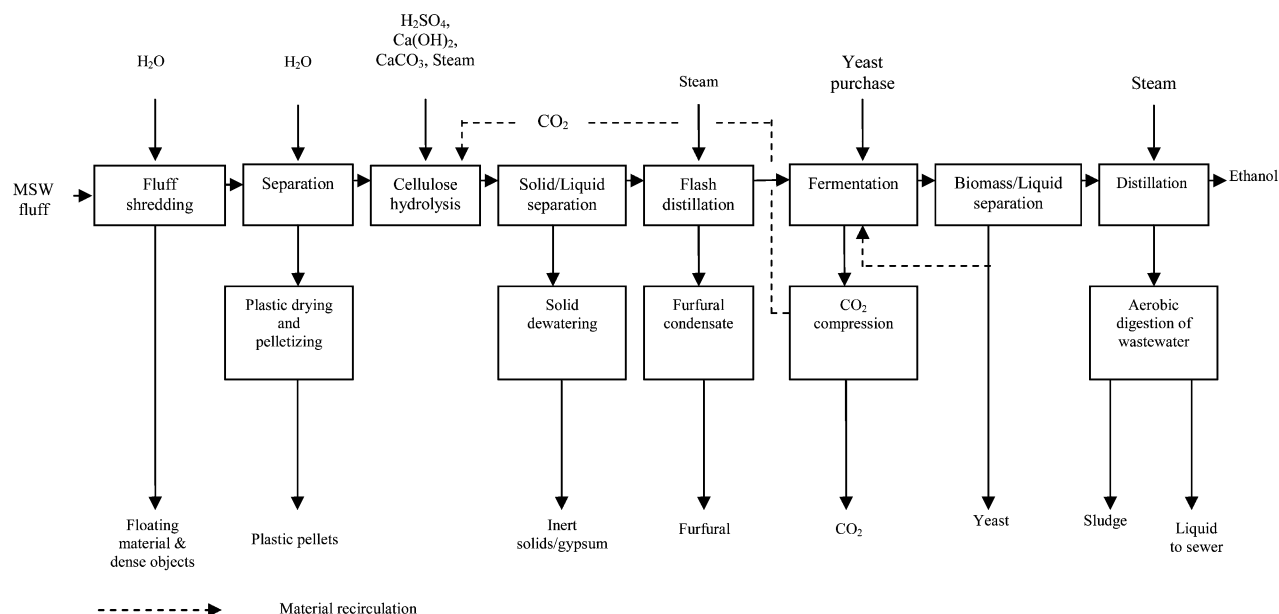 H₂SO₄,
Ca(OH)₂,
CaCO₃, Steam
H₂O
H₂O
Steam
Yeast
purchase
Steam
CO₂
MSW
fluff
Fluff
shredding
Separation
Cellulose
hydrolysis
Solid/Liquid
separation
Flash
distillation
Fermentation
Biomass/Liquid
separation
Distillation
Ethanol
Plastic drying
and
pelletizing
Solid
dewatering
Furfural
condensate
CO₂
compression
Aerobic
digestion of
wastewater
Floating
material &
dense objects
Plastic pellets
Inert
solids/gypsum
Furfural
CO₂
Yeast
Sludge
Liquid
to sewer
Material recirculation